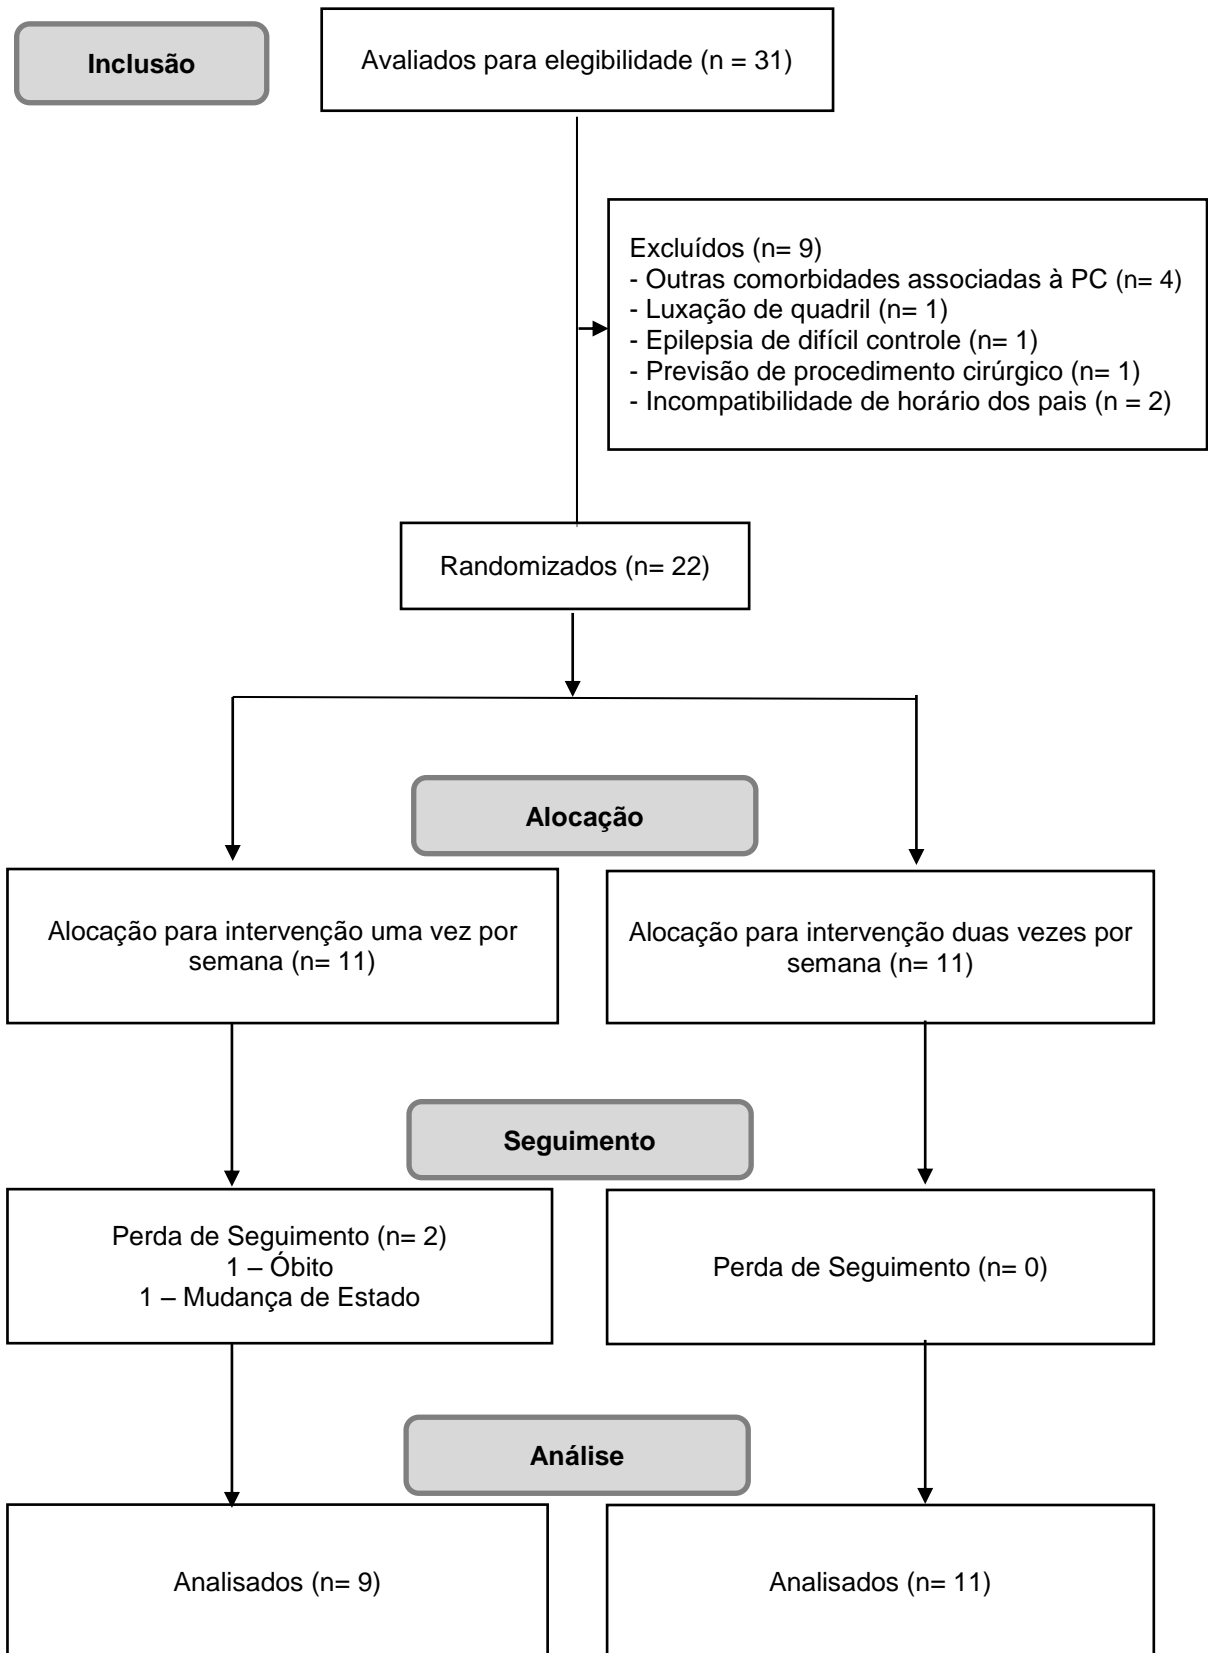 Inclusão
Avaliados para elegibilidade (n = 31)
Excluídos (n= 9)
- Outras comorbidades associadas à PC (n= 4)
- Luxação de quadril (n= 1)
- Epilepsia de difícil controle (n= 1)
- Previsão de procedimento cirúrgico (n= 1)
- Incompatibilidade de horário dos pais (n = 2)
Randomizados (n= 22)
Alocação
Alocação para intervenção uma vez por
semana (n= 11)
Alocação para intervenção duas vezes por
semana (n= 11)
Seguimento
Perda de Seguimento (n= 2)
1 – Óbito
1 – Mudança de Estado
Perda de Seguimento (n= 0)
Análise
Analisados (n= 9)
Analisados (n= 11)